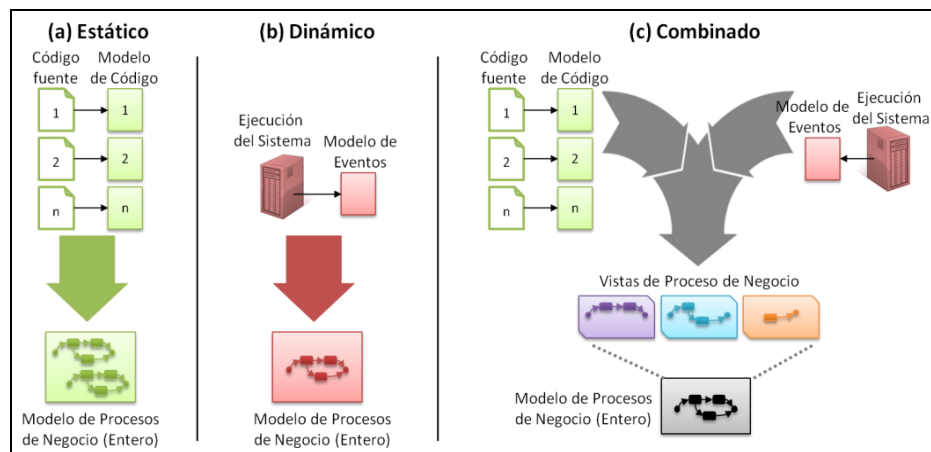 (a) Estático
Código
fuente
Modelo
de Código
1
1
2
2
n
n
Modelo de Procesos
de Negocio (Entero)
(b) Dinámico
Ejecución
del Sistema
Modelo de
Eventos
Modelo de Procesos
de Negocio (Entero)
(c) Combinado
Código
fuente
Modelo
de Código
1
1
2
2
n
n
Modelo de
Eventos
Ejecución
del Sistema
Vistas de Proceso de Negocio
Modelo de Procesos
de Negocio (Entero)